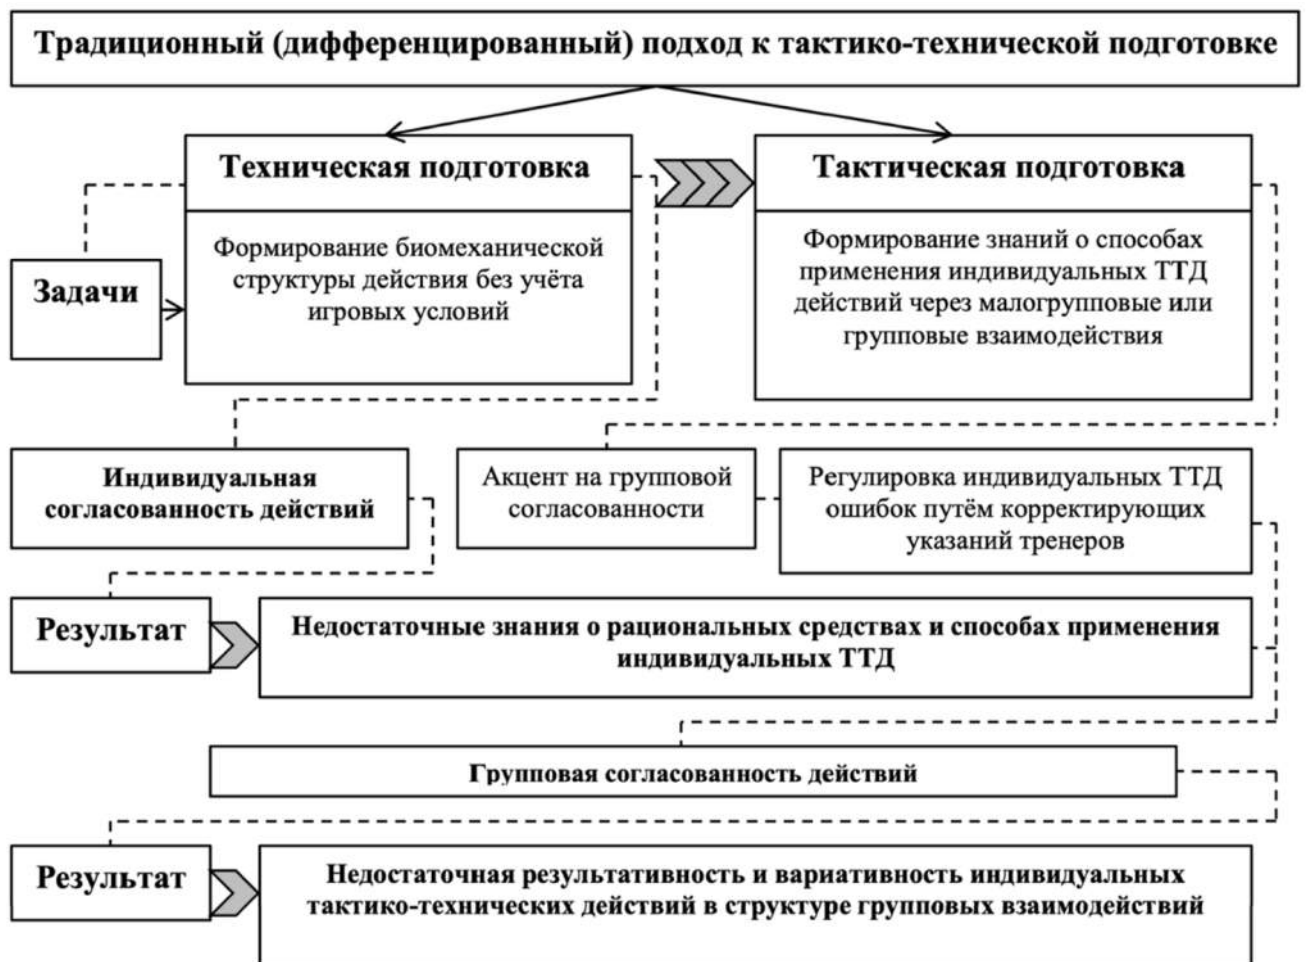 Традиционный (дифференцированный) подход к тактико-технической подготовке
Техническая подготовка
Тактическая подготовка
Задачи
Формирование биомеханической
структуры действия без учёта
игровых условий
Формирование знаний о способах
применения индивидуальных ТТД
действий через малогрупповые или
групповые взаимодействия
Индивидуальная
согласованность действий
Акцент на групповой
согласованности
Регулировка индивидуальных ТТД
ошибок путём корректирующих
указаний тренеров
Результат
Недостаточные знания о рациональных средствах и способах применения
индивидуальных ТТД
Групповая согласованность действий
Результат
Недостаточная результативность и вариативность индивидуальных
тактико-технических действий в структуре групповых взаимодействий